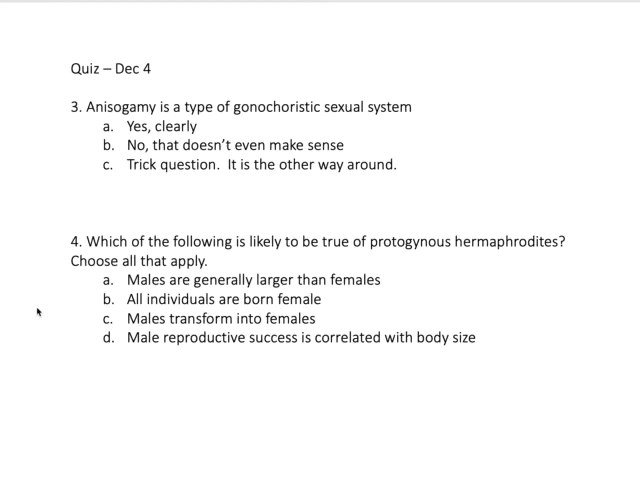 Quiz – Dec 4
3. Anisogamy is a type of gonochoristic sexual system
a. Yes, clearly
b. No, that doesn’t even make sense
c. Trick question.  It is the other way around.
4. Which of the following is likely to be true of protogynous hermaphrodites?
Choose all that apply.
a. Males are generally larger than females
b. All individuals are born female
c. Males transform into females
d. Male reproductive success is correlated with body size